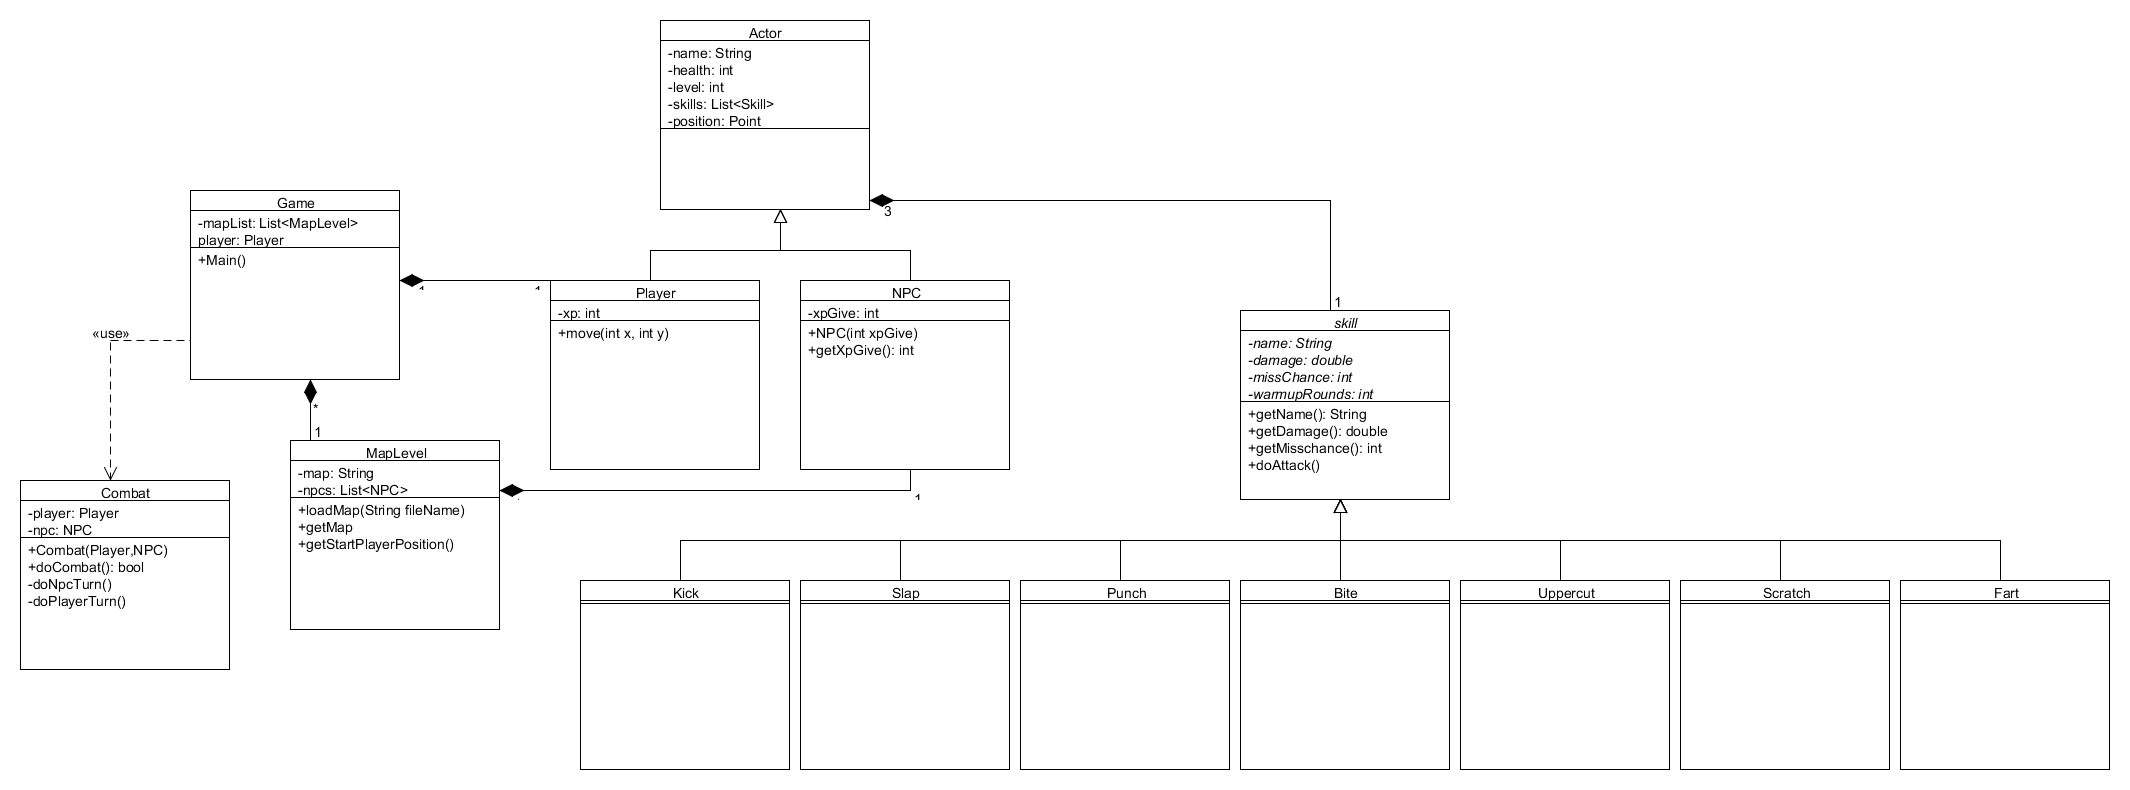 Actor
-name: String
-health: int
-level: int
-skills: List<Skill>
-position: Point
3
Game
-mapList: List<MapLevel>
player: Player
+Main()
1
1
Player
-xp: int
+move(int x, int y)
NPC
-xpGive: int
+NPC(int xpGive)
+getXpGive(): int
1
skill
-name: String
-damage: double
-missChance: int
-warmupRounds: int
+getName(): String
+getDamage(): double
+getMisschance(): int
+doAttack()
«use»
*
1
MapLevel
-map: String
-npcs: List<NPC>
+loadMap(String fileName)
+getMap
+getStartPlayerPosition()
1
Combat
-player: Player
-npc: NPC
+Combat(Player,NPC)
+doCombat(): bool
-doNpcTurn()
-doPlayerTurn()
Kick
Slap
Punch
Bite
Uppercut
Scratch
Fart